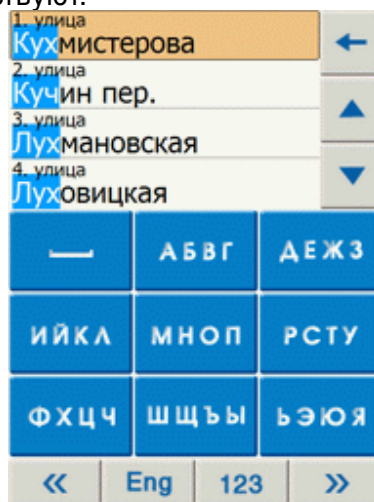 ствуют.
1. улица
Кухмистерова
2. улица
Кучин пер.
3. улица
Лухмановская
4. улица
Луховицкая
АБВГ
ДЕЖЗ
ИЙКЛ
МНОП
РСТУ
ФХЦЧ
ШЩЪЫ
ЬЭЮЯ
«
Eng
123
»